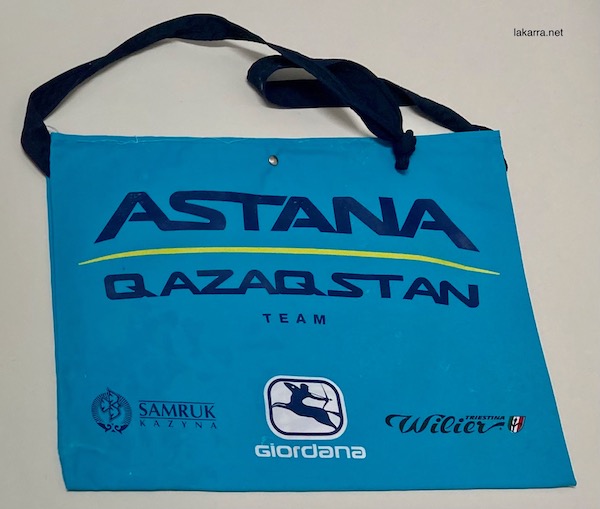 lakarra.net
ASTANA
QAZAQSTAN
TEAM
SAMRUK
KAZYNA
GIORDANA
TRIESTINA
Wilier